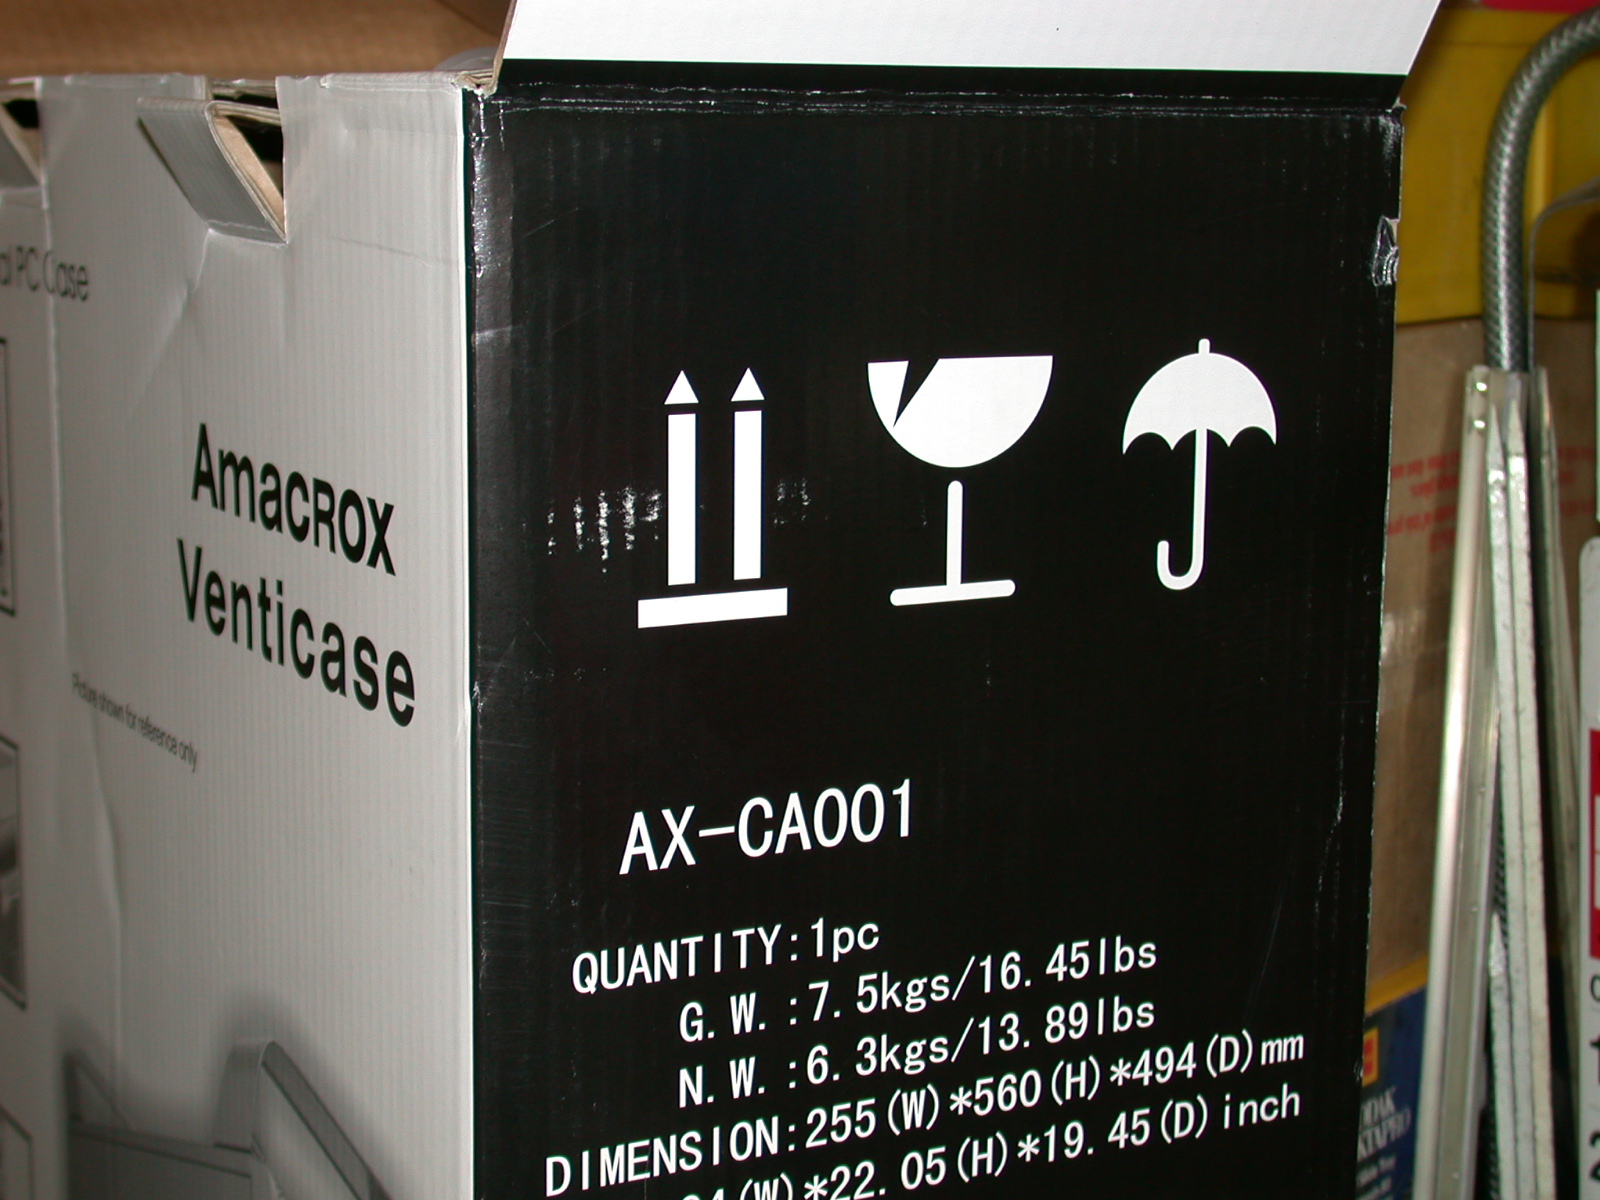 PC Case
Amacrox
Venticase
Picture shown for reference only
AX-CA001
QUANTITY:1pc
G.W.:7.5kgs/16.45lbs
N.W.:6.3kgs/13.89lbs
DIMENSION:255(W)*560(H)*494(D)mm
(W)*22.05(H)*19.45(D)inch